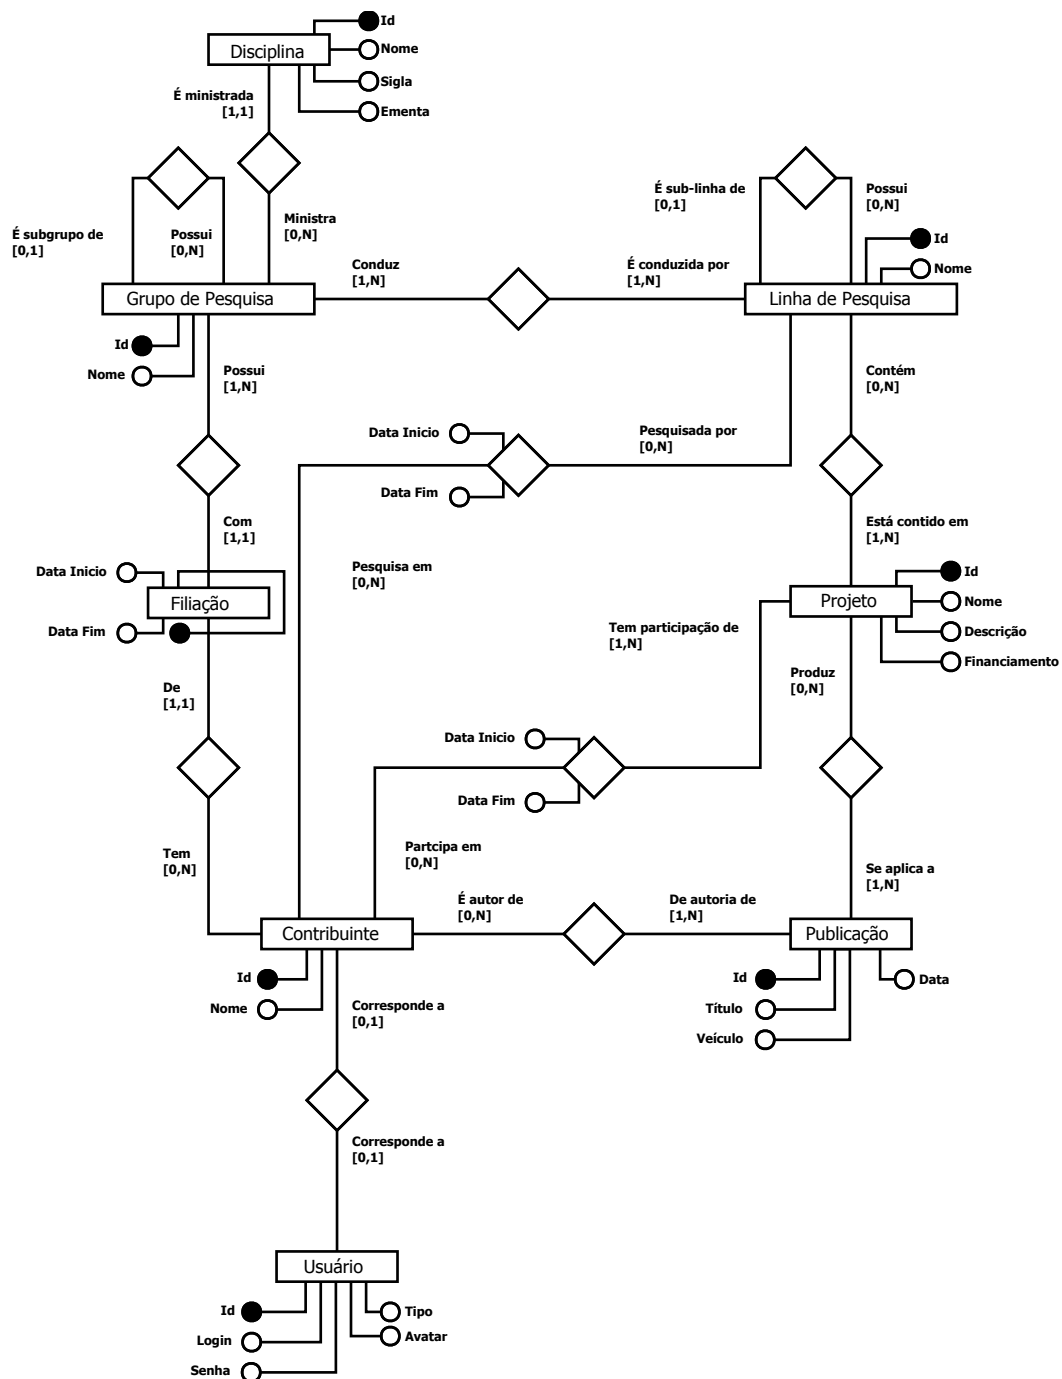 Id
Disciplina
Nome
Sigla
Ementa
É ministrada
[1,1]
É subgrupo de
[0,1]
Possui
[0,N]
Ministra
[0,N]
É sub-linha de
[0,1]
Possui
[0,N]
Id
Nome
Conduz
[1,N]
É conduzida por
[1,N]
Grupo de Pesquisa
Linha de Pesquisa
Id
Nome
Possui
[1,N]
Contém
[0,N]
Data Inicio
Data Fim
Pesquisada por
[0,N]
Com
[1,1]
Está contido em
[1,N]
Pesquisa em
[0,N]
Data Inicio
Filiação
Data Fim
Id
Projeto
Nome
Descrição
Financiamento
Tem participação de
[1,N]
De
[1,1]
Produz
[0,N]
Data Inicio
Data Fim
Tem
[0,N]
Partcipa em
[0,N]
Se aplica a
[1,N]
É autor de
[0,N]
De autoria de
[1,N]
Contribuinte
Publicação
Id
Nome
Id
Data
Título
Veículo
Corresponde a
[0,1]
Corresponde a
[0,1]
Usuário
Id
Tipo
Login
Avatar
Senha